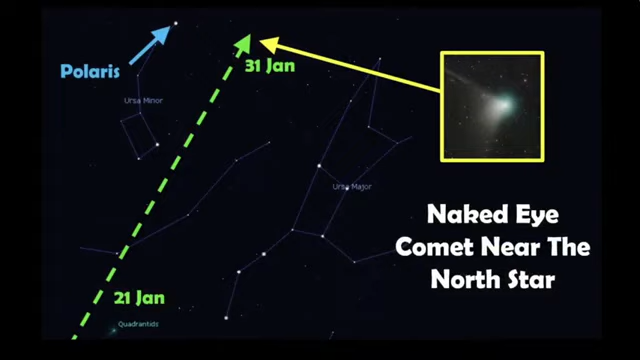 Polaris
31 Jan
Ursa Minor
Ursa Major
Naked Eye
Comet Near The
North Star
21 Jan
Quadrantids